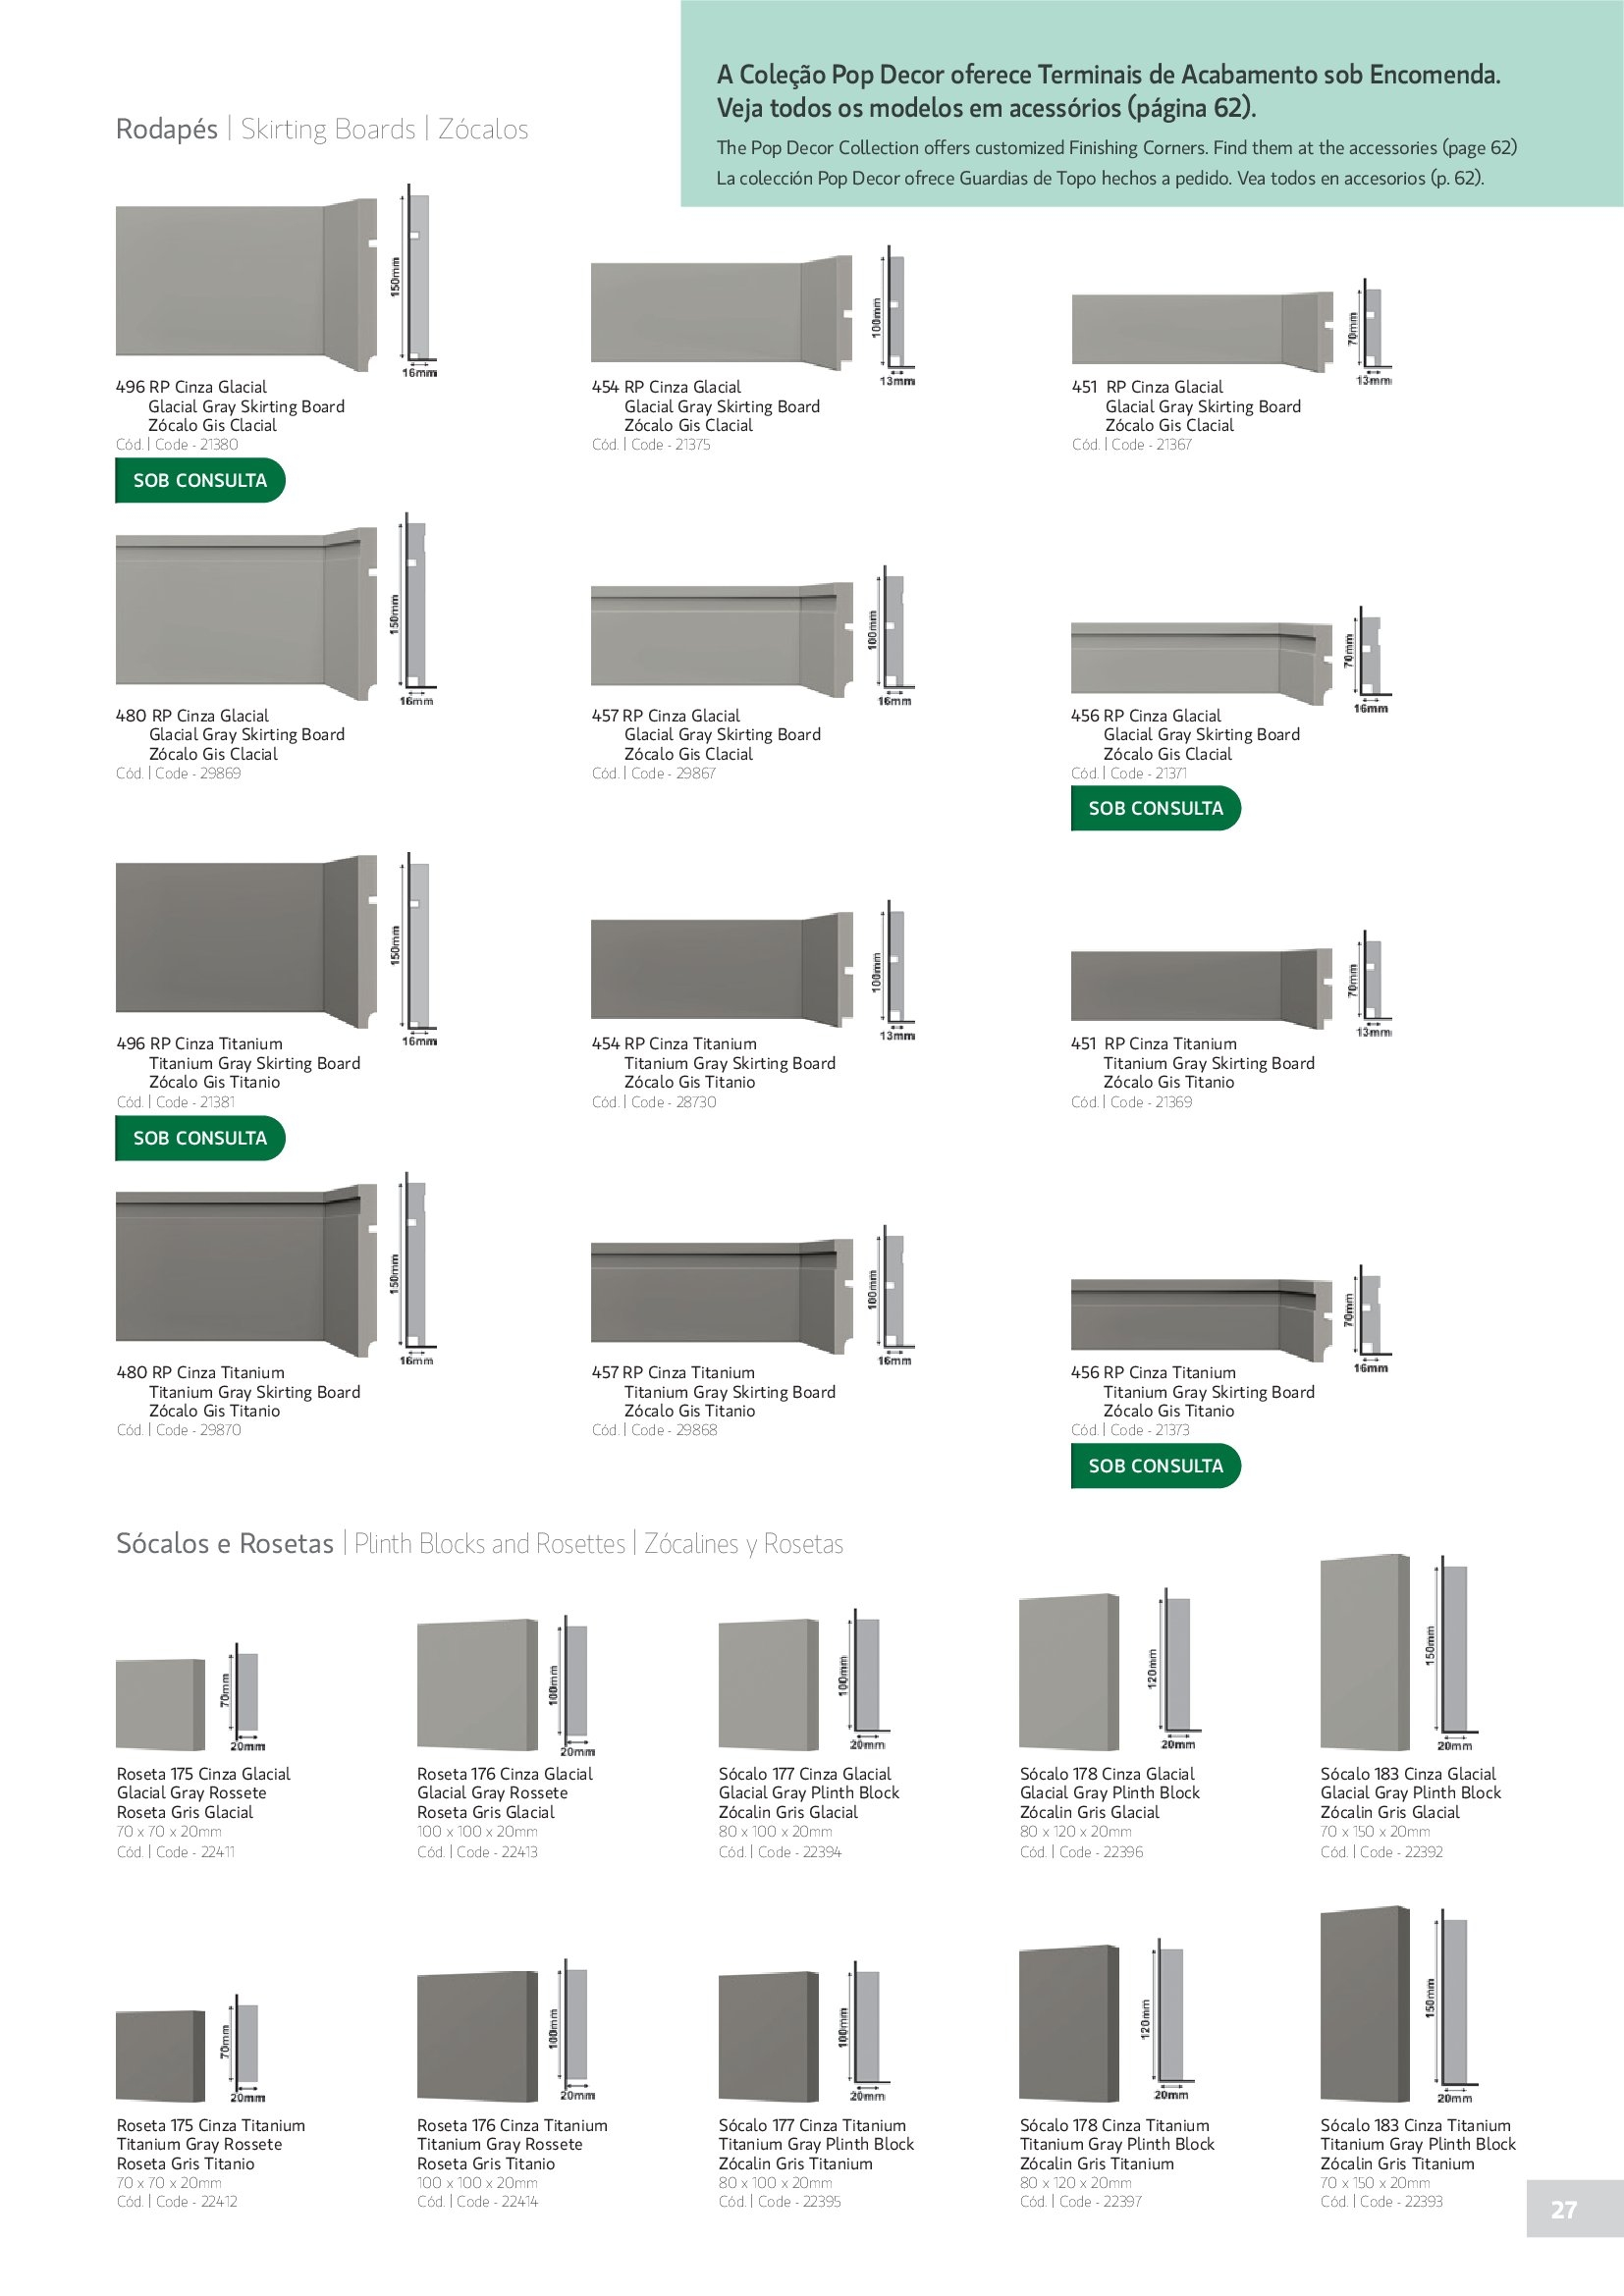 A Coleção Pop Decor oferece Terminais de Acabamento sob Encomenda.
Veja todos os modelos em acessórios (página 62).
The Pop Decor Collection offers customized Finishing Corners. Find them at the accessories (page 62)
La colección Pop Decor ofrece Guardias de Topo hechos a pedido. Vea todos en accesorios (p. 62).
Rodapés | Skirting Boards | Zócalos
150mm
16mm
496 RP Cinza Glacial
Glacial Gray Skirting Board
Zócalo Gis Clacial
Cód. | Code - 21380
SOB CONSULTA
100mm
13mm
454 RP Cinza Glacial
Glacial Gray Skirting Board
Zócalo Gis Clacial
Cód. | Code - 21375
70mm
13mm
451 RP Cinza Glacial
Glacial Gray Skirting Board
Zócalo Gis Clacial
Cód. | Code - 21367
150mm
16mm
480 RP Cinza Glacial
Glacial Gray Skirting Board
Zócalo Gis Clacial
Cód. | Code - 29869
100mm
16mm
457 RP Cinza Glacial
Glacial Gray Skirting Board
Zócalo Gis Clacial
Cód. | Code - 29867
70mm
16mm
456 RP Cinza Glacial
Glacial Gray Skirting Board
Zócalo Gis Clacial
Cód. | Code - 21371
SOB CONSULTA
150mm
16mm
496 RP Cinza Titanium
Titanium Gray Skirting Board
Zócalo Gis Titanio
Cód. | Code - 21381
SOB CONSULTA
100mm
13mm
454 RP Cinza Titanium
Titanium Gray Skirting Board
Zócalo Gis Titanio
Cód. | Code - 28730
70mm
13mm
451 RP Cinza Titanium
Titanium Gray Skirting Board
Zócalo Gis Titanio
Cód. | Code - 21369
150mm
16mm
480 RP Cinza Titanium
Titanium Gray Skirting Board
Zócalo Gis Titanio
Cód. | Code - 29870
100mm
16mm
457 RP Cinza Titanium
Titanium Gray Skirting Board
Zócalo Gis Titanio
Cód. | Code - 29868
70mm
16mm
456 RP Cinza Titanium
Titanium Gray Skirting Board
Zócalo Gis Titanio
Cód. | Code - 21373
SOB CONSULTA
Sócalos e Rosetas | Plinth Blocks and Rosettes | Zócalines y Rosetas
70mm
20mm
Roseta 175 Cinza Glacial
Glacial Gray Rossete
Roseta Gris Glacial
70 x 70 x 20mm
Cód. | Code - 22411
100mm
20mm
Roseta 176 Cinza Glacial
Glacial Gray Rossete
Roseta Gris Glacial
100 x 100 x 20mm
Cód. | Code - 22413
100mm
20mm
Sócalo 177 Cinza Glacial
Glacial Gray Plinth Block
Zócalin Gris Glacial
80 x 100 x 20mm
Cód. | Code - 22394
120mm
20mm
Sócalo 178 Cinza Glacial
Glacial Gray Plinth Block
Zócalin Gris Glacial
80 x 120 x 20mm
Cód. | Code - 22396
150mm
20mm
Sócalo 183 Cinza Glacial
Glacial Gray Plinth Block
Zócalin Gris Glacial
70 x 150 x 20mm
Cód. | Code - 22392
70mm
20mm
Roseta 175 Cinza Titanium
Titanium Gray Rossete
Roseta Gris Titanio
70 x 70 x 20mm
Cód. | Code - 22412
100mm
20mm
Roseta 176 Cinza Titanium
Titanium Gray Rossete
Roseta Gris Titanio
100 x 100 x 20mm
Cód. | Code - 22414
100mm
20mm
Sócalo 177 Cinza Titanium
Titanium Gray Plinth Block
Zócalin Gris Titanium
80 x 100 x 20mm
Cód. | Code - 22395
120mm
20mm
Sócalo 178 Cinza Titanium
Titanium Gray Plinth Block
Zócalin Gris Titanium
80 x 120 x 20mm
Cód. | Code - 22397
150mm
20mm
Sócalo 183 Cinza Titanium
Titanium Gray Plinth Block
Zócalin Gris Titanium
70 x 150 x 20mm
Cód. | Code - 22393
27